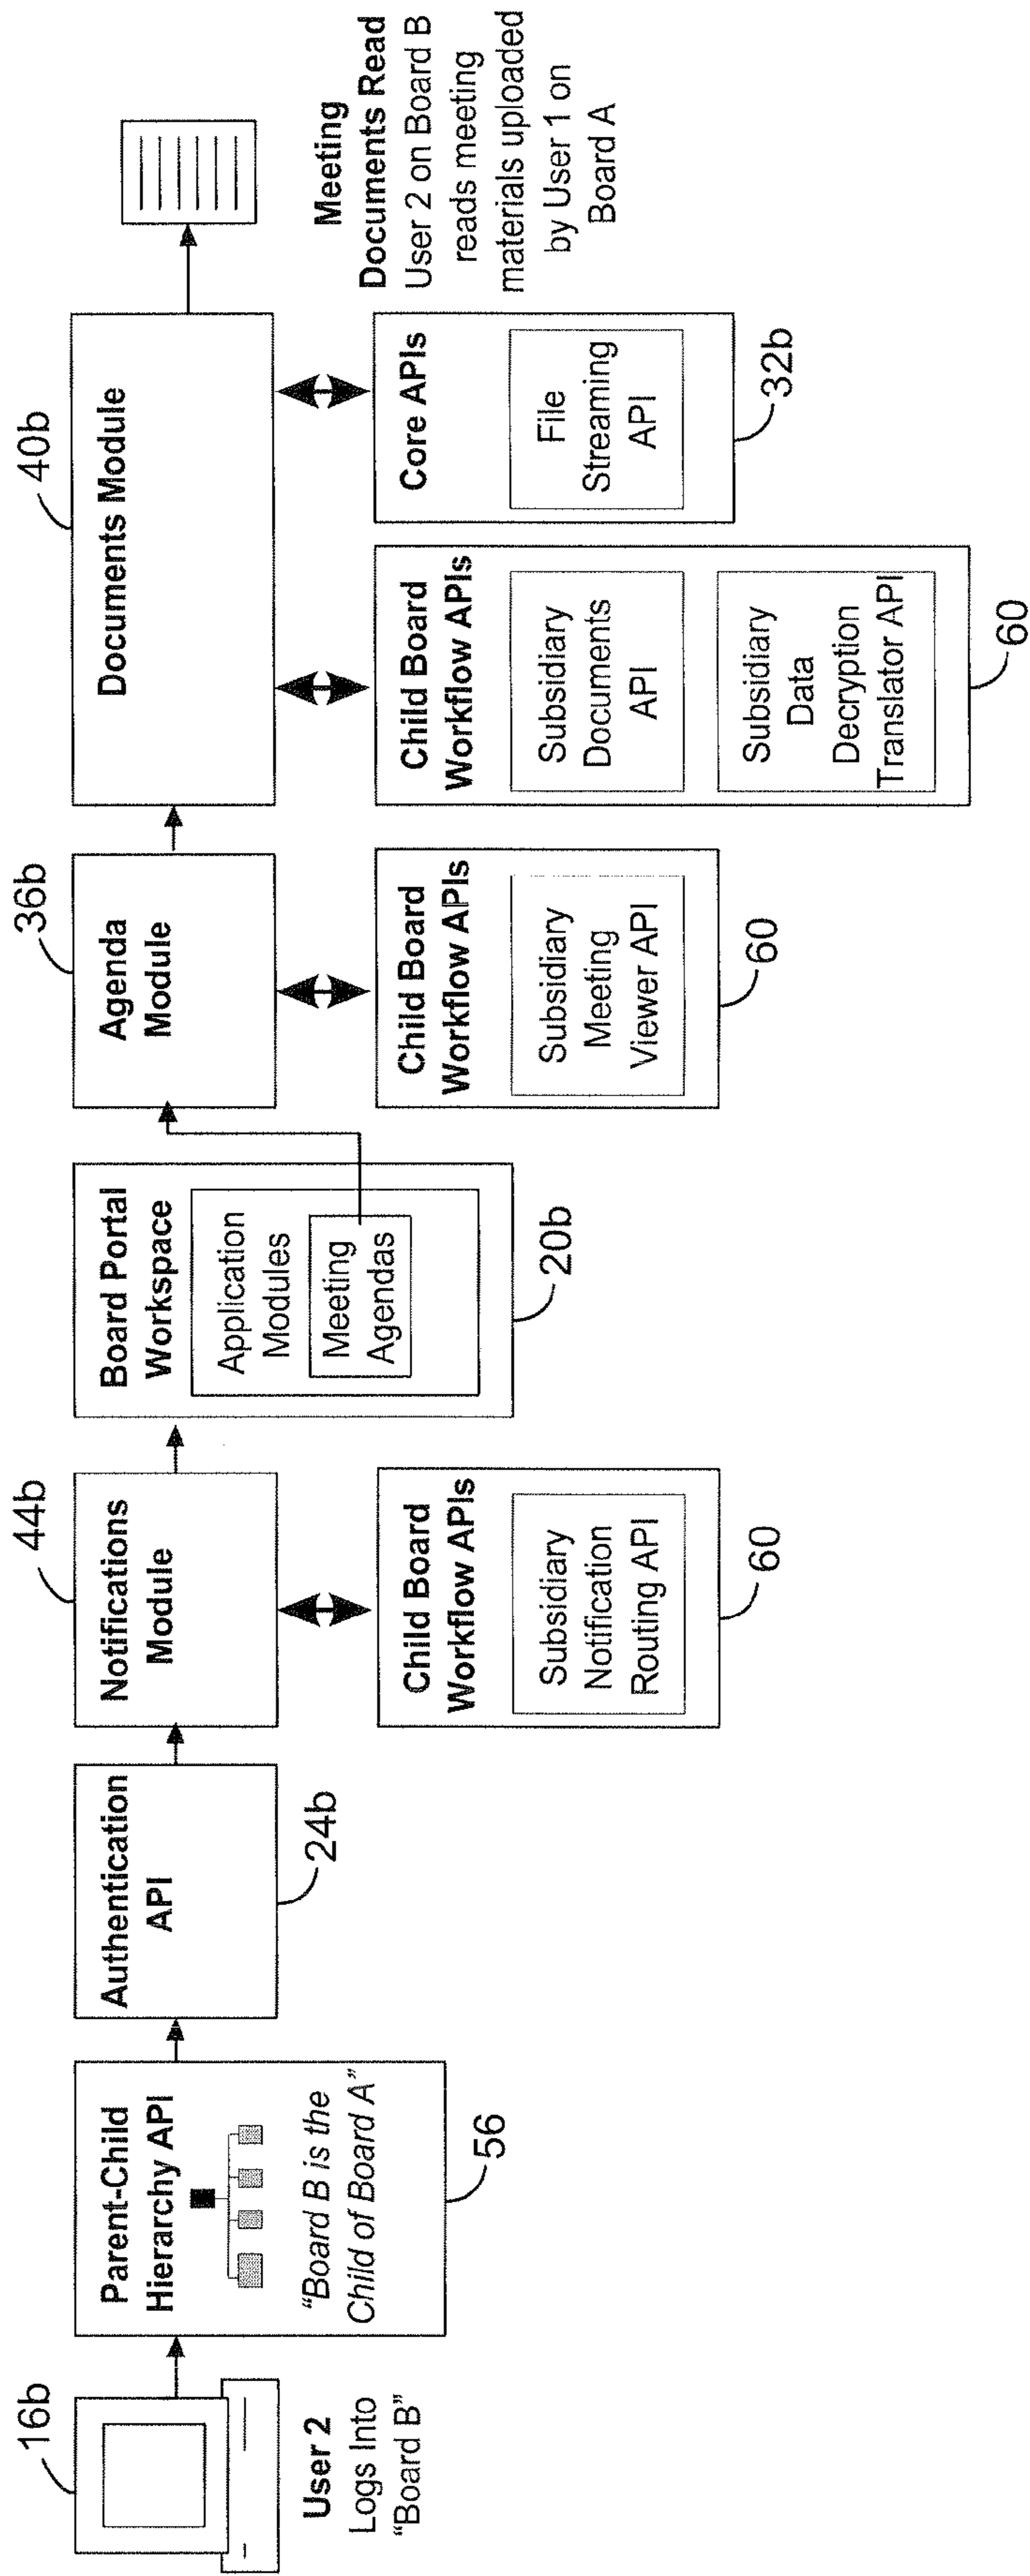 16b
User 2
Logs Into
“Board B”
Parent-Child
Hierarchy API
“Board B is the
Child of Board A”
56
Authentication
API
24b
44b
Notifications
Module
Child Board
Workflow APIs
Subsidiary
Notification
Routing API
60
Board Portal
Workspace
Application
Modules
Meeting
Agendas
20b
36b
Agenda
Module
Child Board
Workflow APIs
Subsidiary
Meeting
Viewer API
60
40b
Documents Module
Child Board
Workflow APIs
Subsidiary
Documents
API
Subsidiary
Data
Decryption
Translator API
60
Core APIs
File
Streaming
API
32b
Meeting
Documents Read
User 2 on Board B
reads meeting
materials uploaded
by User 1 on
Board A